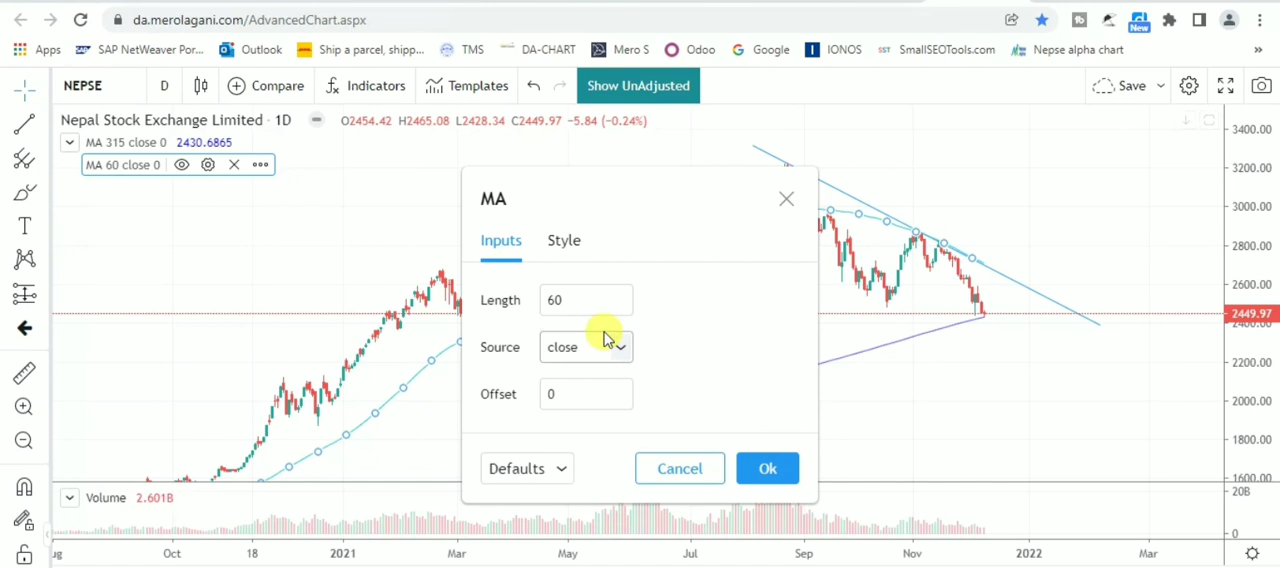 da.merolagani.com/AdvancedChart.aspx
New
Apps SAP NetWeaver Por... Outlook Ship a parcel, shipp... TMS DA-CHART Mero S Odoo Google IONOS SST SmallSEOTools.com Nepse alpha chart »
NEPSE D Compare Indicators Templates Show UnAdjusted Save
Nepal Stock Exchange Limited · 1D O2454.42 H2465.08 L2428.34 C2449.97 −5.84 (−0.24%)
MA 315 close 0 2430.6865
MA 60 close 0
MA
Inputs Style
Length 60
Source close
Offset 0
Defaults Cancel Ok
3400.00
3200.00
3000.00
2800.00
2600.00
2449.97
2400.00
2200.00
2000.00
1800.00
1600.00
Volume 2.601B
20B
0
ug Oct 18 2021 Mar May Jul Sep Nov 2022 Mar